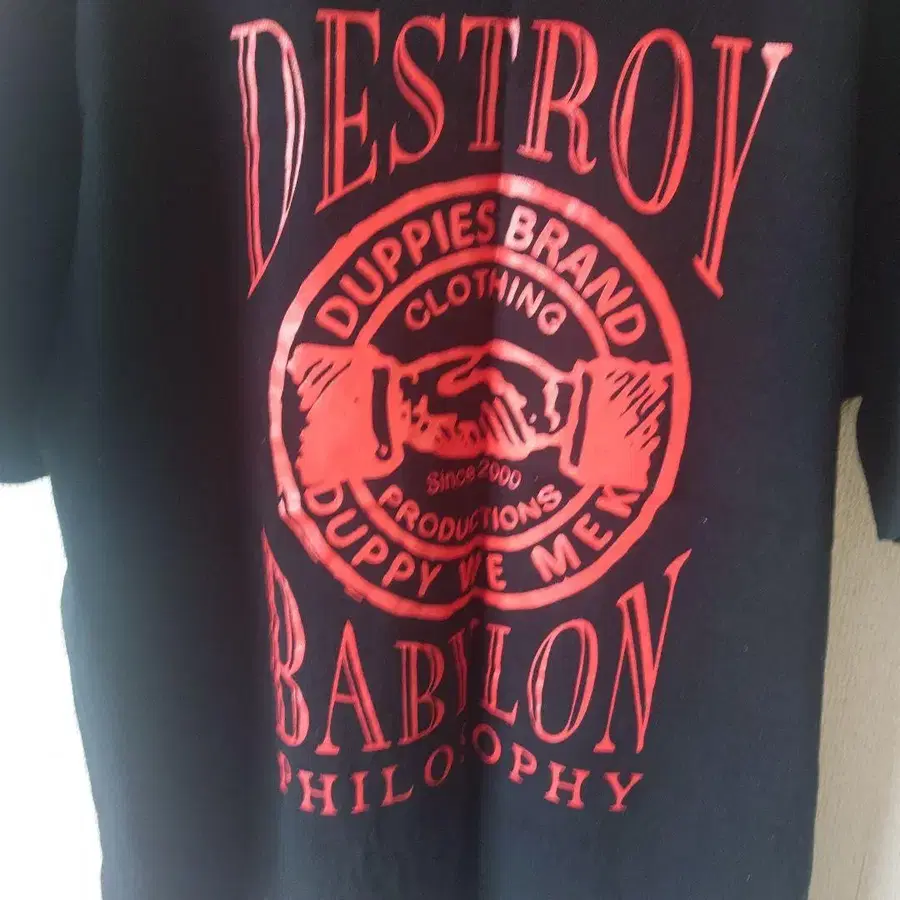 DESTROY
DUPPIES BRAND
CLOTHING
Since 2000
PRODUCTIONS
DUPPY WE MEK
BABYLON
PHILOSOPHY